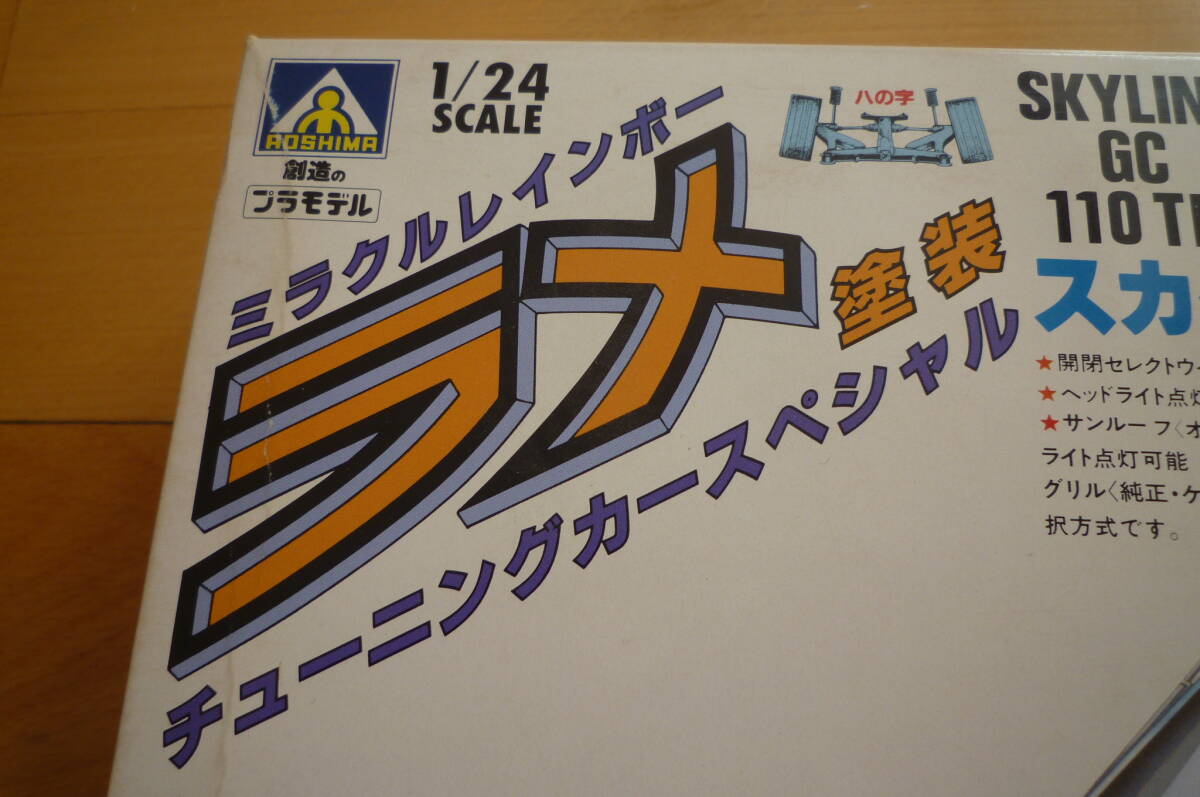 AOSHIMA
創造の
プラモデル
1/24
SCALE
ミラクルレインボー
ラメ塗装
チューニングカースペシャル
ハの字
SKYLIN
GC
110 T
スカ
★開閉セレクトウ
★ヘッドライト点灯
★サンルーフ〈オ
ライト点灯可能
グリル〈純正・ケ
択方式です。